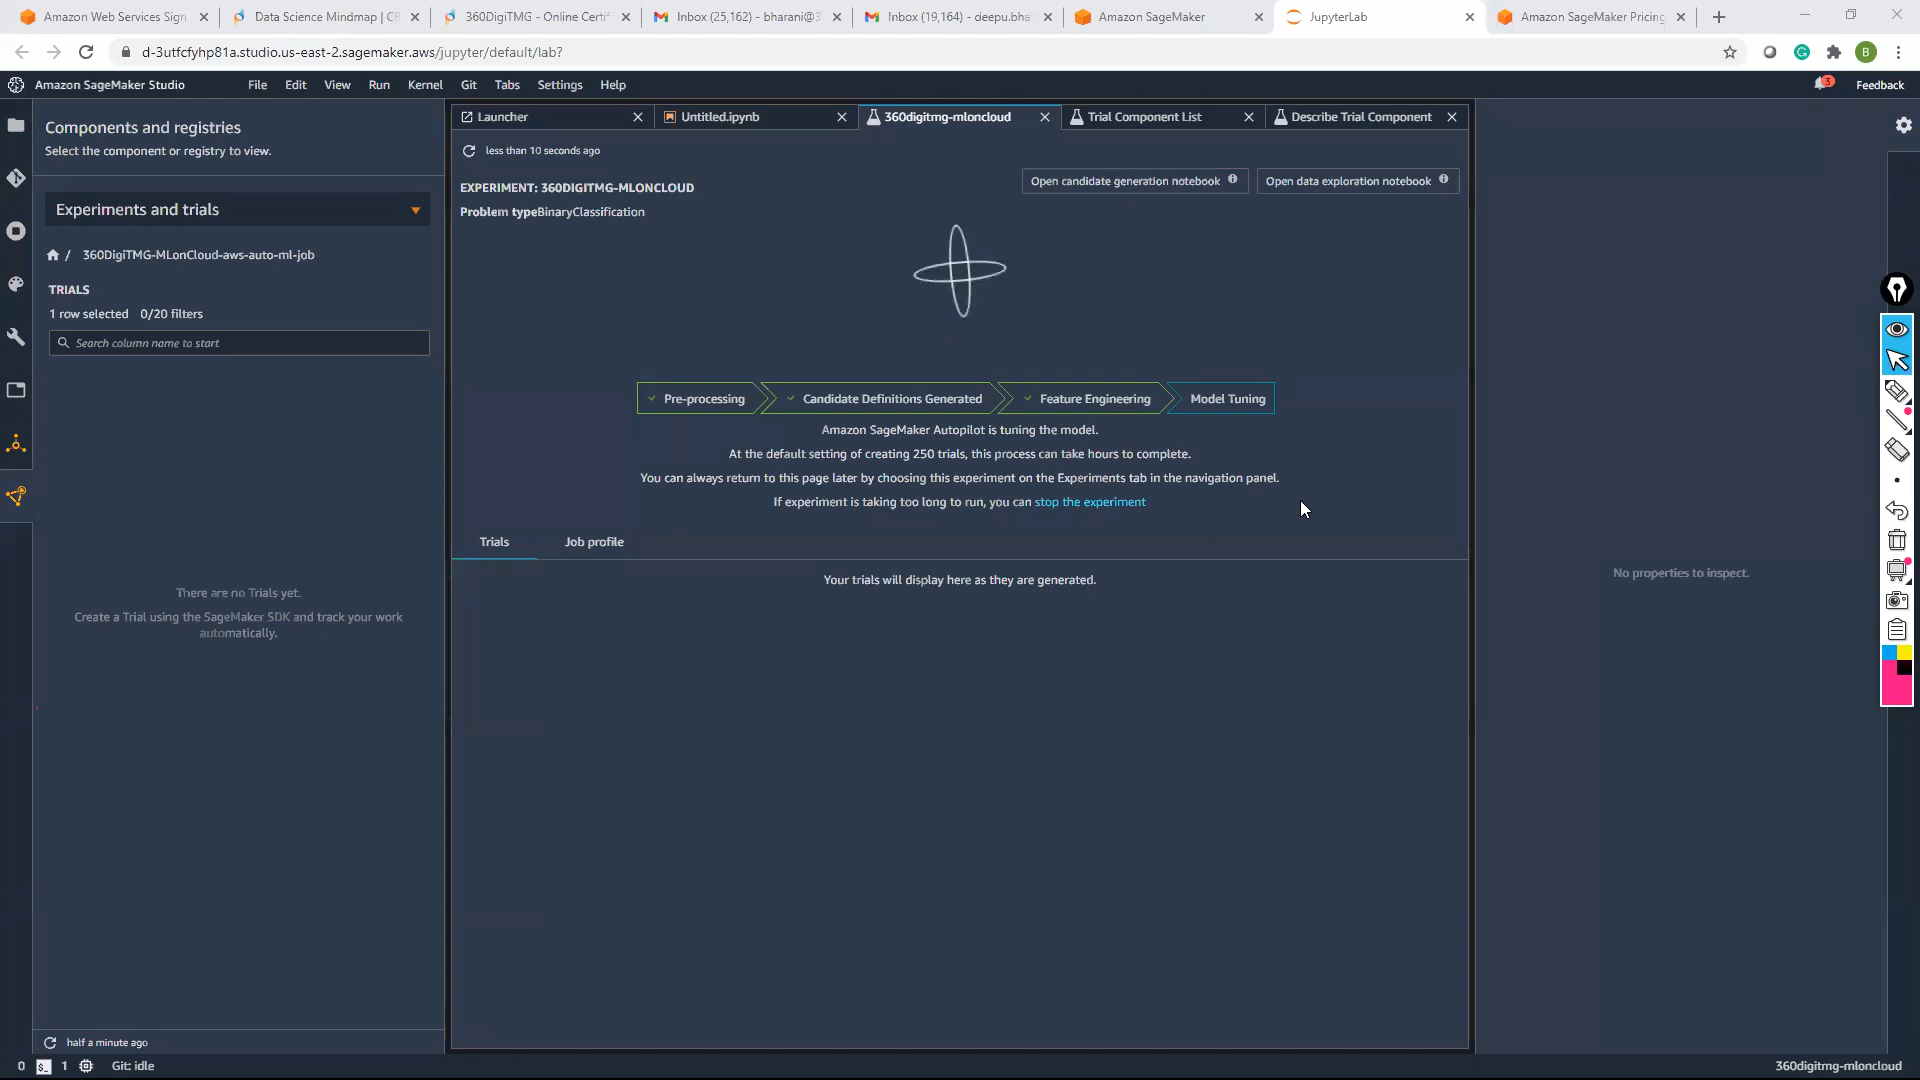 Amazon Web Services Sign
Data Science Mindmap | CR
360DigiTMG - Online Certif
Inbox (25,162) - bharani@3
Inbox (19,164) - deepu.bha
Amazon SageMaker
JupyterLab
Amazon SageMaker Pricing
d-3utfcfyhp81a.studio.us-east-2.sagemaker.aws/jupyter/default/lab?
B
Amazon SageMaker Studio
File Edit View Run Kernel Git Tabs Settings Help
3
Feedback
Components and registries
Select the component or registry to view.
Experiments and trials
/ 360DigiTMG-MLonCloud-aws-auto-ml-job
TRIALS
1 row selected 0/20 filters
Search column name to start
There are no Trials yet.
Create a Trial using the SageMaker SDK and track your work
automatically.
half a minute ago
Launcher
Untitled.ipynb
360digitmg-mloncloud
Trial Component List
Describe Trial Component
less than 10 seconds ago
EXPERIMENT: 360DIGITMG-MLONCLOUD
Open candidate generation notebook
Open data exploration notebook
Problem typeBinaryClassification
Pre-processing
Candidate Definitions Generated
Feature Engineering
Model Tuning
Amazon SageMaker Autopilot is tuning the model.
At the default setting of creating 250 trials, this process can take hours to complete.
You can always return to this page later by choosing this experiment on the Experiments tab in the navigation panel.
If experiment is taking too long to run, you can stop the experiment
Trials
Job profile
Your trials will display here as they are generated.
No properties to inspect.
0 1 Git: idle
360digitmg-mloncloud